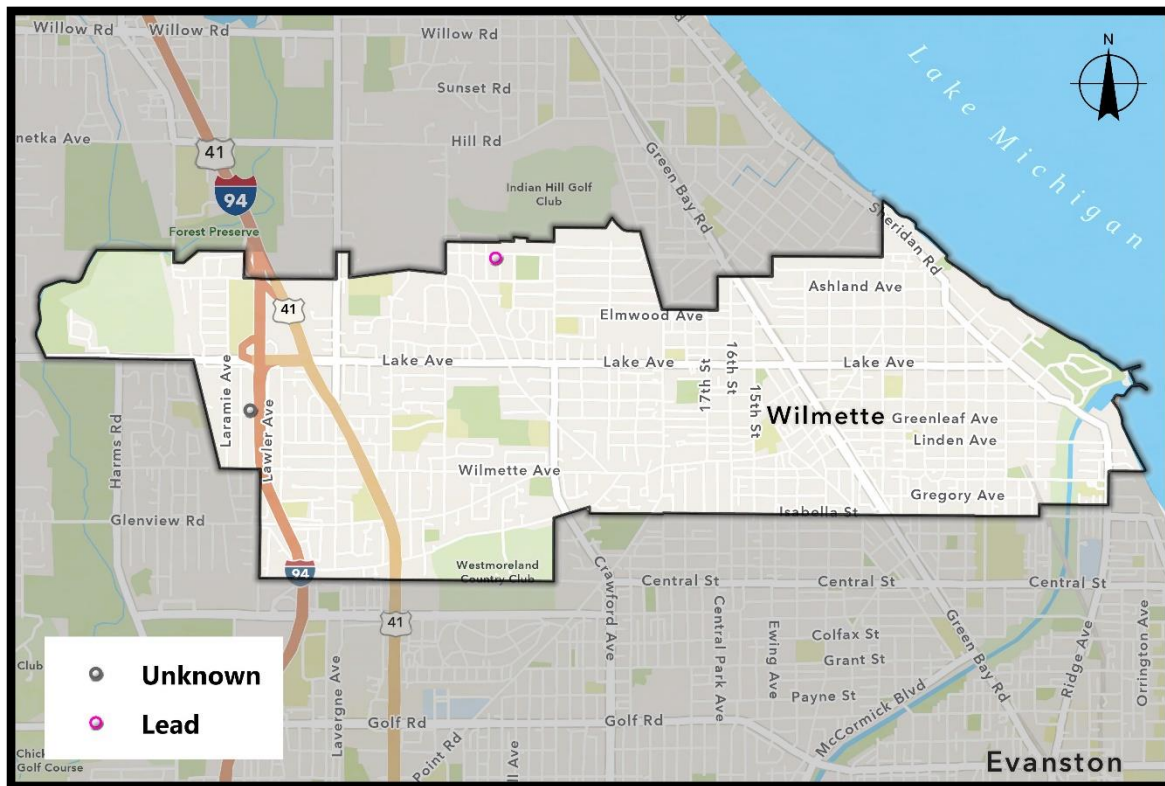 Willow Rd
Willow Rd
Willow Rd
N
Lake Michigan
Sunset Rd
netka Ave
41
Hill Rd
Green Bay Rd
94
Indian Hill Golf
Club
Sheridan Rd
Forest Preserve
Ashland Ave
41
Elmwood Ave
Lake Ave
Lake Ave
Lake Ave
Laramie Ave
17th St
16th St
15th St
Wilmette
Greenleaf Ave
Linden Ave
Harms Rd
Lawler Ave
Wilmette Ave
Gregory Ave
Glenview Rd
Isabella St
Westmoreland
Country Club
94
Crawford Ave
Central St
Central St
Central St
41
Central Park Ave
Ewing Ave
Colfax St
Grant St
Payne St
Green Bay Rd
Ridge Ave
Orrington Ave
McCormick Blvd
Club
Unknown
Lead
Lavergne Ave
Golf Rd
Golf Rd
Point Rd
ll Ave
Chick
Golf Course
Evanston